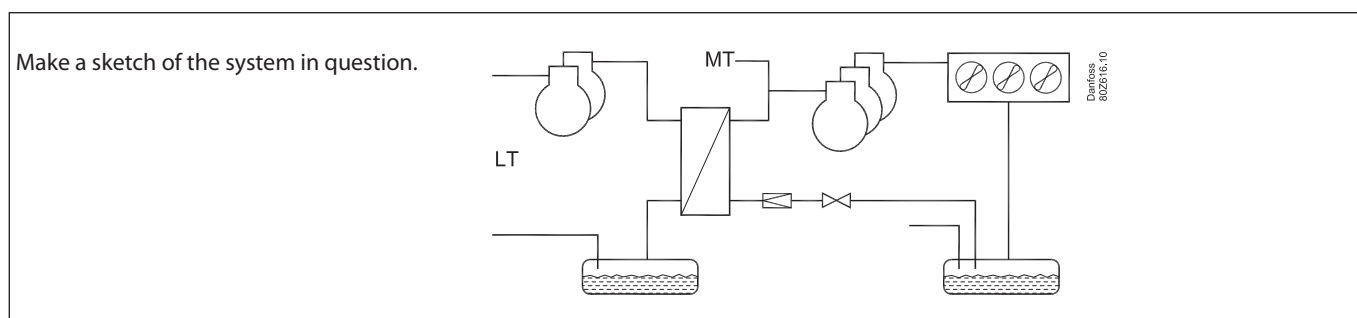 Make a sketch of the system in question.
MT
LT
Danfoss
80Z616.10